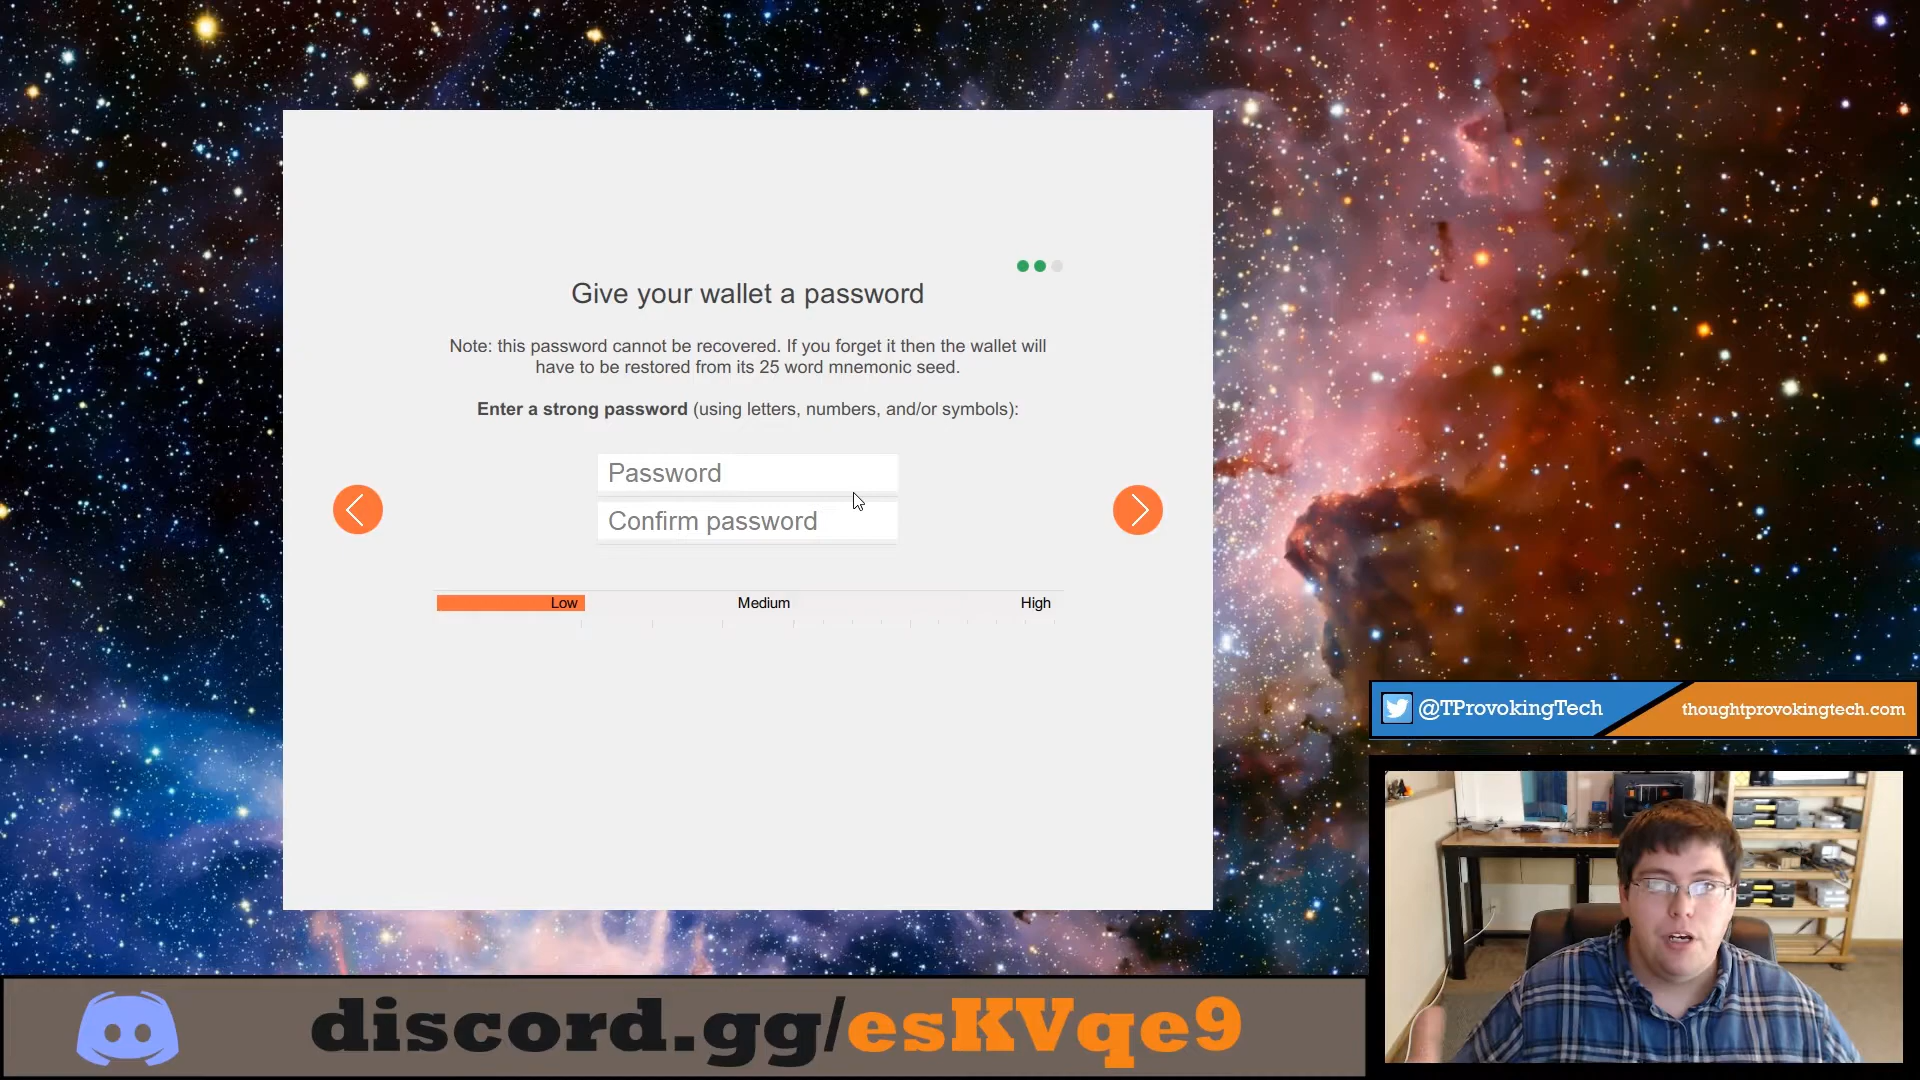 Give your wallet a password
Note: this password cannot be recovered. If you forget it then the wallet will
have to be restored from its 25 word mnemonic seed.
Enter a strong password (using letters, numbers, and/or symbols):
Password
Confirm password
Low Medium High
@TProvokingTech thoughtprovokingtech.com
discord.gg/esKVqe9